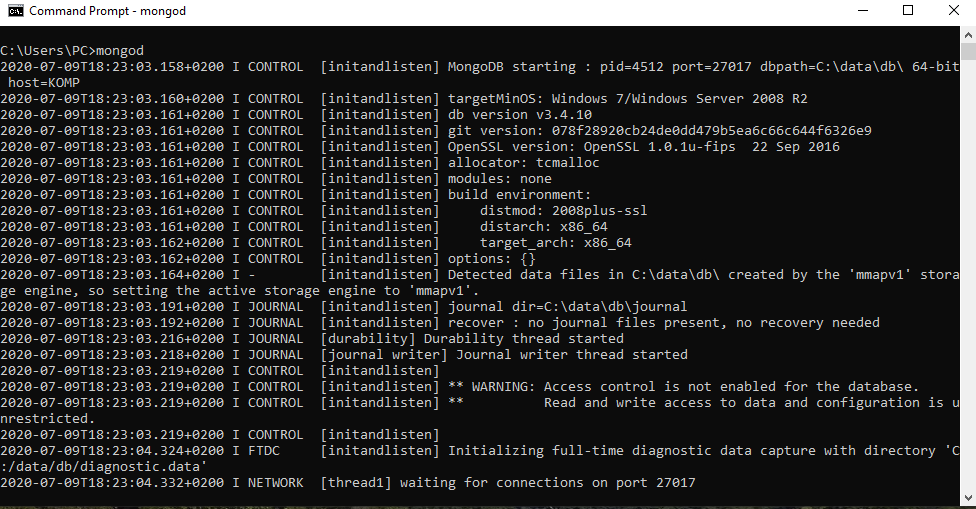 Command Prompt - mongod
C:\Users\PC>mongod
2020-07-09T18:23:03.158+0200 I CONTROL  [initandlisten] MongoDB starting : pid=4512 port=27017 dbpath=C:\data\db\ 64-bit
 host=KOMP
2020-07-09T18:23:03.160+0200 I CONTROL  [initandlisten] targetMinOS: Windows 7/Windows Server 2008 R2
2020-07-09T18:23:03.161+0200 I CONTROL  [initandlisten] db version v3.4.10
2020-07-09T18:23:03.161+0200 I CONTROL  [initandlisten] git version: 078f28920cb24de0dd479b5ea6c66c644f6326e9
2020-07-09T18:23:03.161+0200 I CONTROL  [initandlisten] OpenSSL version: OpenSSL 1.0.1u-fips  22 Sep 2016
2020-07-09T18:23:03.161+0200 I CONTROL  [initandlisten] allocator: tcmalloc
2020-07-09T18:23:03.161+0200 I CONTROL  [initandlisten] modules: none
2020-07-09T18:23:03.161+0200 I CONTROL  [initandlisten] build environment:
2020-07-09T18:23:03.161+0200 I CONTROL  [initandlisten]     distmod: 2008plus-ssl
2020-07-09T18:23:03.161+0200 I CONTROL  [initandlisten]     distarch: x86_64
2020-07-09T18:23:03.162+0200 I CONTROL  [initandlisten]     target_arch: x86_64
2020-07-09T18:23:03.162+0200 I CONTROL  [initandlisten] options: {}
2020-07-09T18:23:03.164+0200 I -        [initandlisten] Detected data files in C:\data\db\ created by the 'mmapv1' stora
ge engine, so setting the active storage engine to 'mmapv1'.
2020-07-09T18:23:03.191+0200 I JOURNAL  [initandlisten] journal dir=C:\data\db\journal
2020-07-09T18:23:03.192+0200 I JOURNAL  [initandlisten] recover : no journal files present, no recovery needed
2020-07-09T18:23:03.216+0200 I JOURNAL  [durability] Durability thread started
2020-07-09T18:23:03.218+0200 I JOURNAL  [journal writer] Journal writer thread started
2020-07-09T18:23:03.219+0200 I CONTROL  [initandlisten]
2020-07-09T18:23:03.219+0200 I CONTROL  [initandlisten] ** WARNING: Access control is not enabled for the database.
2020-07-09T18:23:03.219+0200 I CONTROL  [initandlisten] **          Read and write access to data and configuration is u
nrestricted.
2020-07-09T18:23:03.219+0200 I CONTROL  [initandlisten]
2020-07-09T18:23:04.324+0200 I FTDC     [initandlisten] Initializing full-time diagnostic data capture with directory 'C
:/data/db/diagnostic.data'
2020-07-09T18:23:04.332+0200 I NETWORK  [thread1] waiting for connections on port 27017